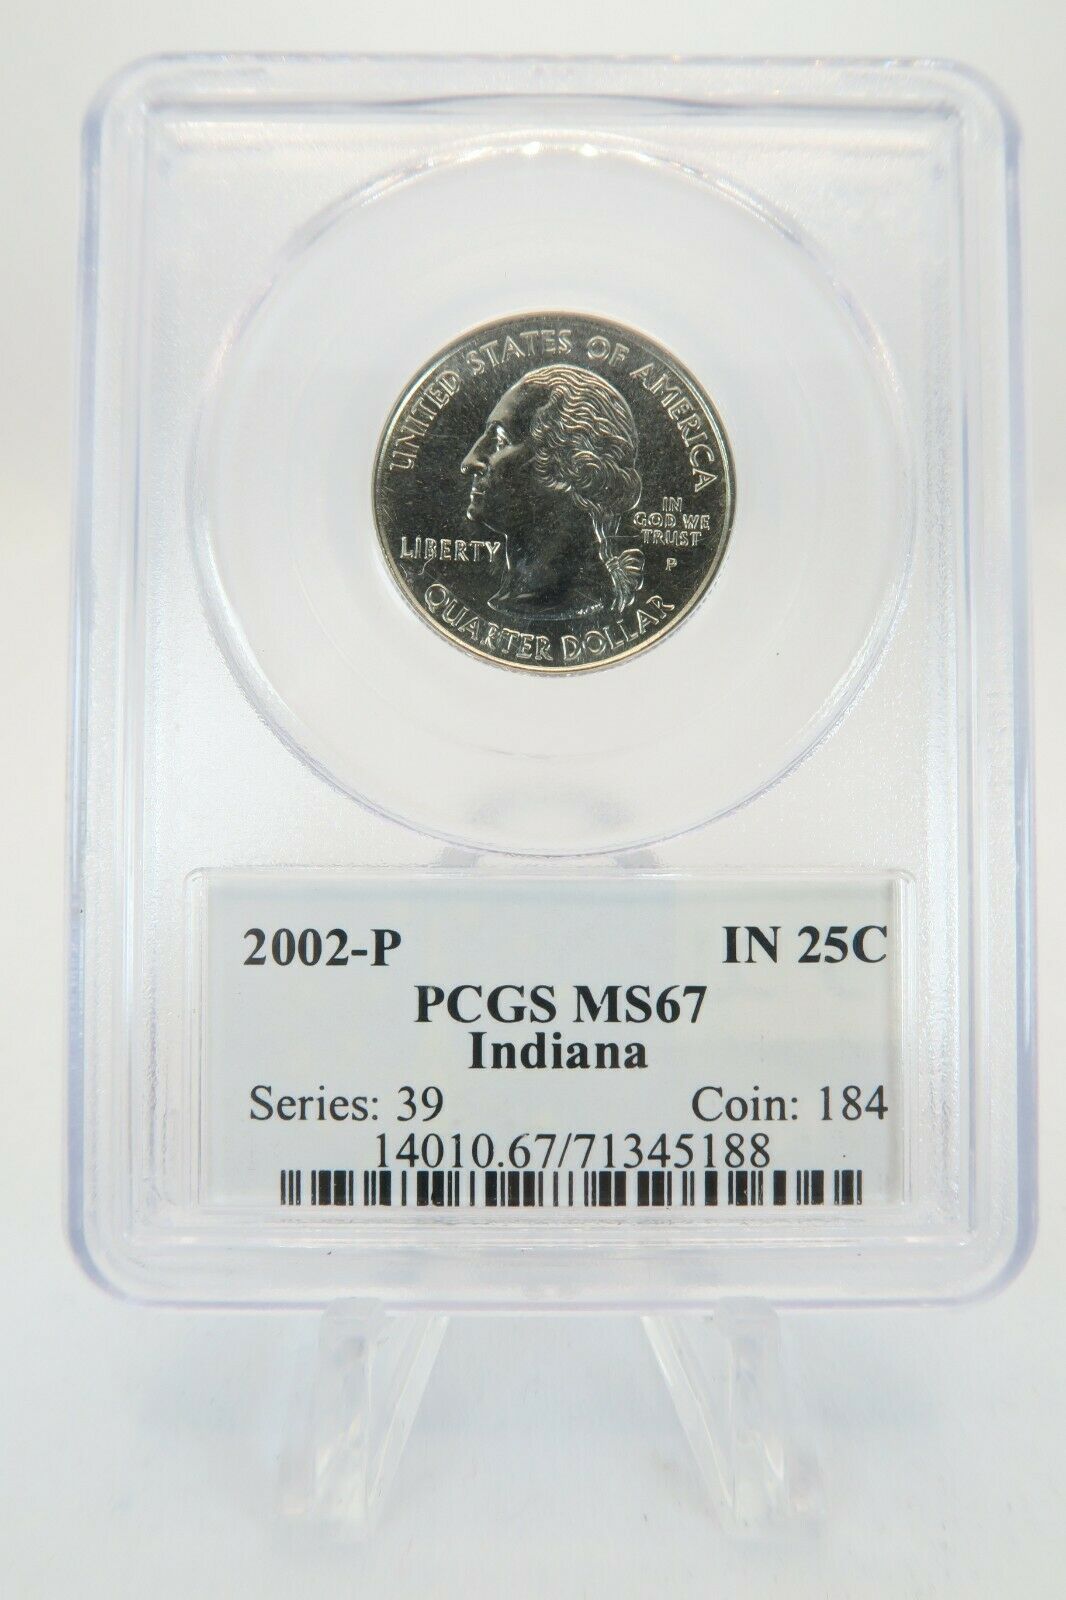 UNITED STATES OF AMERICA
LIBERTY
IN
GOD WE
TRUST
P
QUARTER DOLLAR
2002-P IN 25C
PCGS MS67
Indiana
Series: 39 Coin: 184
14010.67/71345188